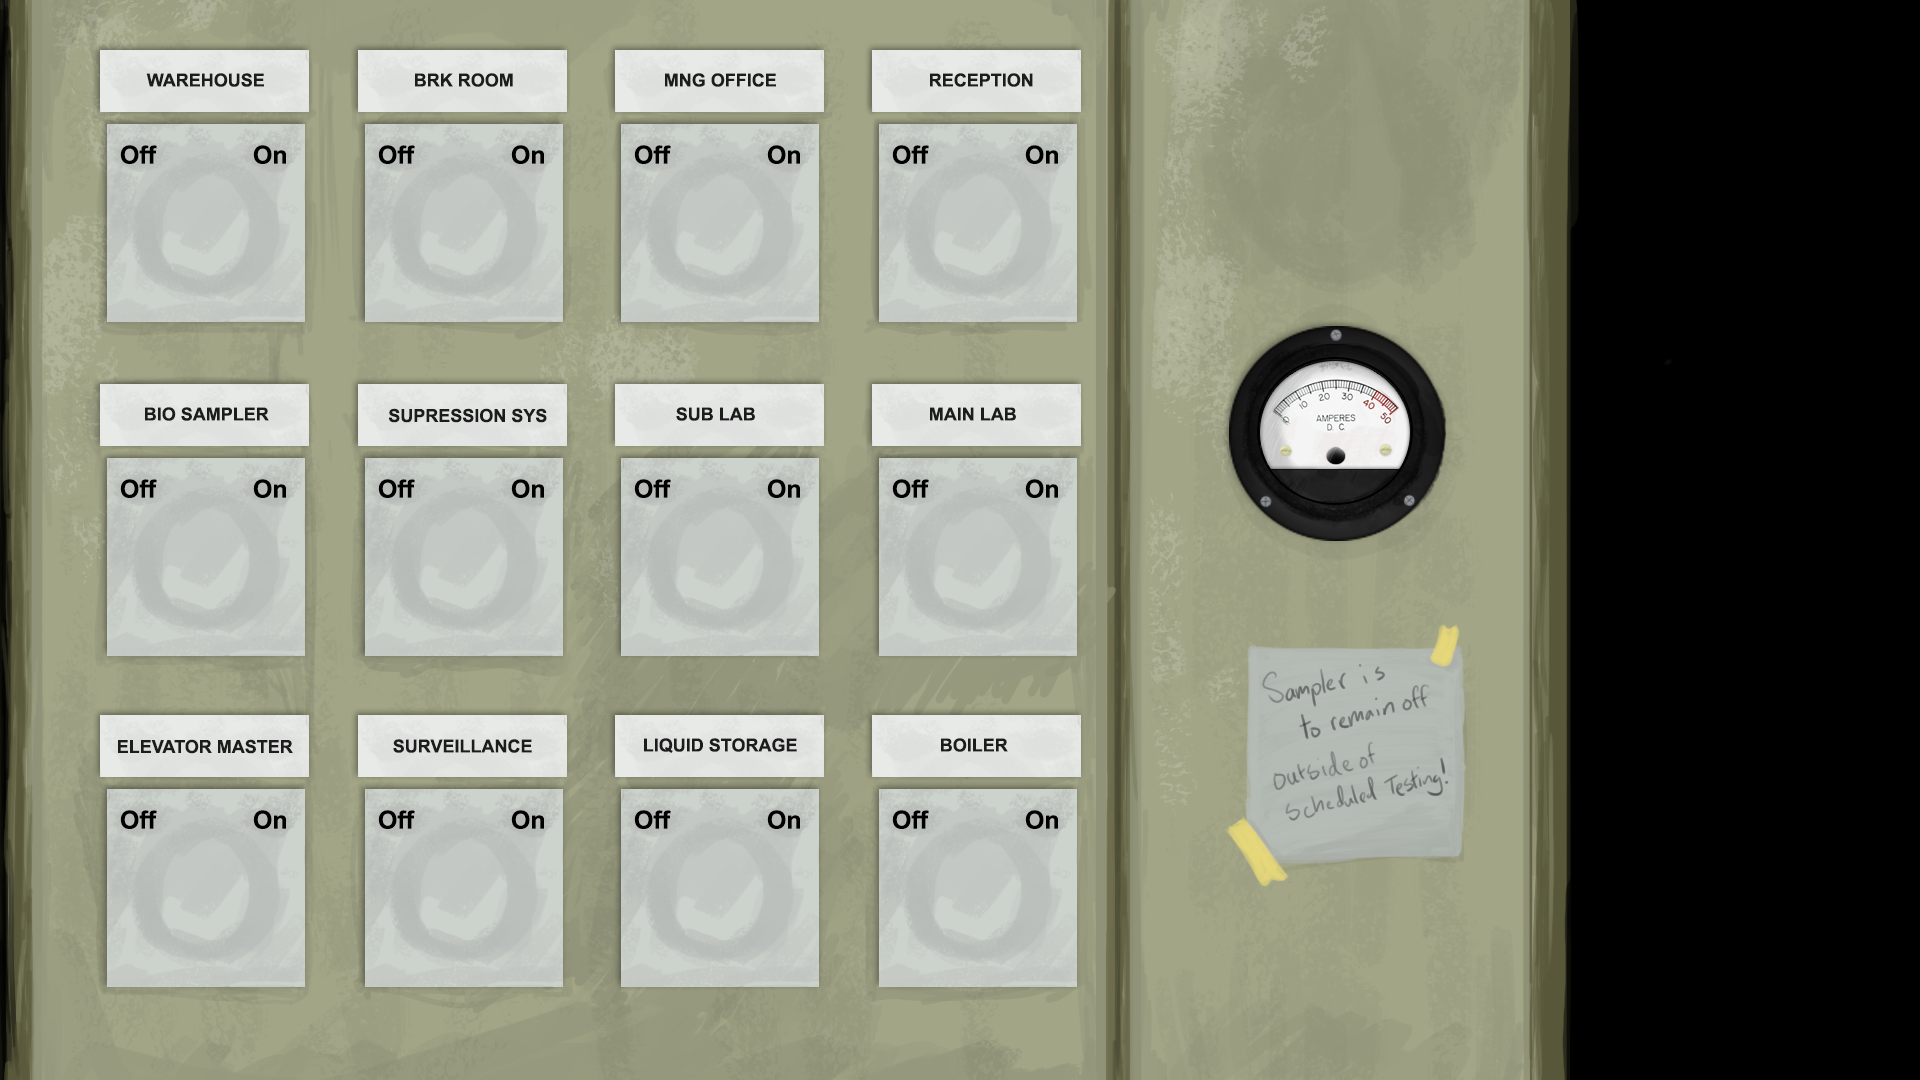 WAREHOUSE
BRK ROOM
MNG OFFICE
RECEPTION
Off On
Off On
Off On
Off On
BIO SAMPLER
SUPRESSION SYS
SUB LAB
MAIN LAB
Off On
Off On
Off On
Off On
ELEVATOR MASTER
SURVEILLANCE
LIQUID STORAGE
BOILER
Off On
Off On
Off On
Off On
0 10 20 30 40 50
AMPERES
D. C.
Sampler is
to remain off
outside of
scheduled Testing!